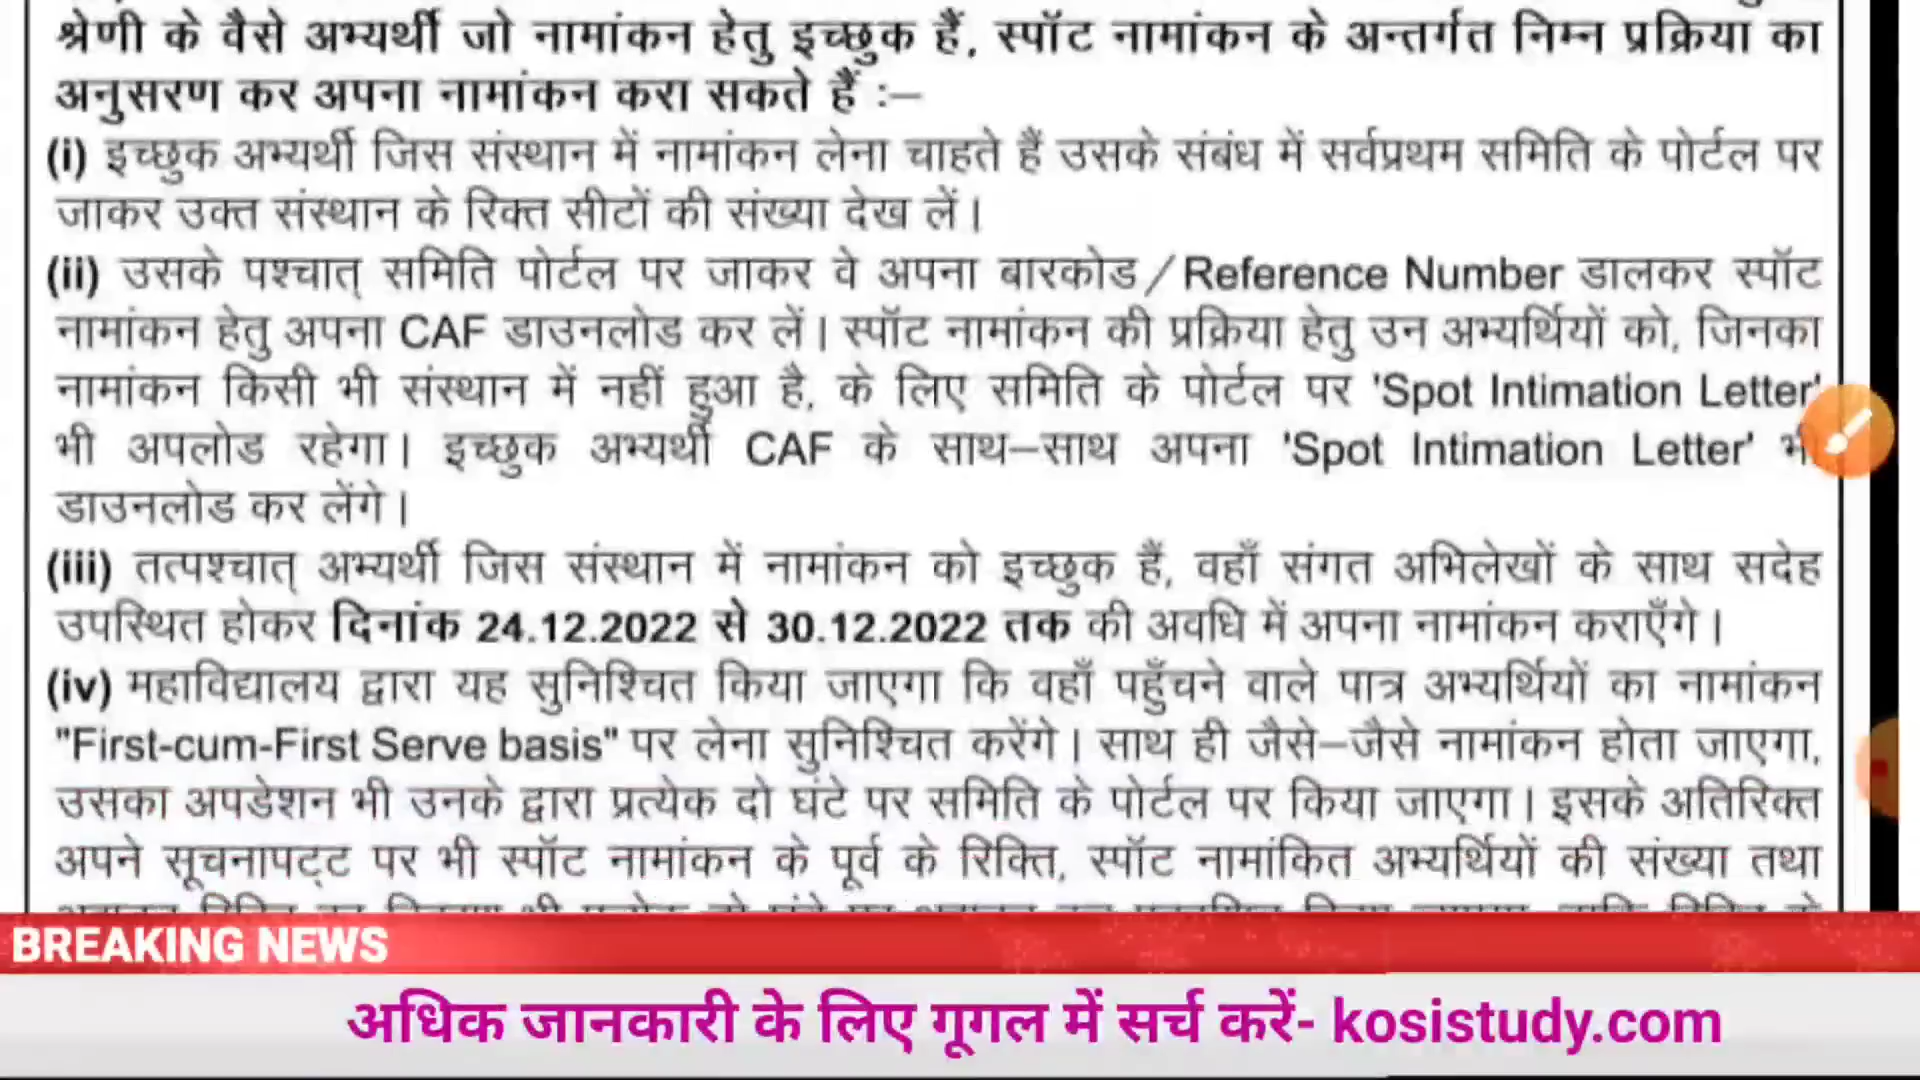 श्रेणी के वैसे अभ्यर्थी जो नामांकन हेतु इच्छुक हैं, स्पॉट नामांकन के अन्तर्गत निम्न प्रक्रिया का
अनुसरण कर अपना नामांकन करा सकते हैं :–
(i) इच्छुक अभ्यर्थी जिस संस्थान में नामांकन लेना चाहते हैं उसके संबंध में सर्वप्रथम समिति के पोर्टल पर
जाकर उक्त संस्थान के रिक्त सीटों की संख्या देख लें।
(ii) उसके पश्चात् समिति पोर्टल पर जाकर वे अपना बारकोड/Reference Number डालकर स्पॉट
नामांकन हेतु अपना CAF डाउनलोड कर लें। स्पॉट नामांकन की प्रक्रिया हेतु उन अभ्यर्थियों को, जिनका
नामांकन किसी भी संस्थान में नहीं हुआ है, के लिए समिति के पोर्टल पर 'Spot Intimation Letter'
भी अपलोड रहेगा। इच्छुक अभ्यर्थी CAF के साथ–साथ अपना 'Spot Intimation Letter'
डाउनलोड कर लेंगे।
(iii) तत्पश्चात् अभ्यर्थी जिस संस्थान में नामांकन को इच्छुक हैं, वहाँ संगत अभिलेखों के साथ सदेह
उपस्थित होकर दिनांक 24.12.2022 से 30.12.2022 तक की अवधि में अपना नामांकन कराएँगे।
(iv) महाविद्यालय द्वारा यह सुनिश्चित किया जाएगा कि वहाँ पहुँचने वाले पात्र अभ्यर्थियों का नामांकन
"First-cum-First Serve basis" पर लेना सुनिश्चित करेंगे। साथ ही जैसे–जैसे नामांकन होता जाएगा,
उसका अपडेशन भी उनके द्वारा प्रत्येक दो घंटे पर समिति के पोर्टल पर किया जाएगा। इसके अतिरिक्त
अपने सूचनापट्ट पर भी स्पॉट नामांकन के पूर्व के रिक्ति, स्पॉट नामांकित अभ्यर्थियों की संख्या तथा
BREAKING NEWS
अधिक जानकारी के लिए गूगल में सर्च करें- kosistudy.com